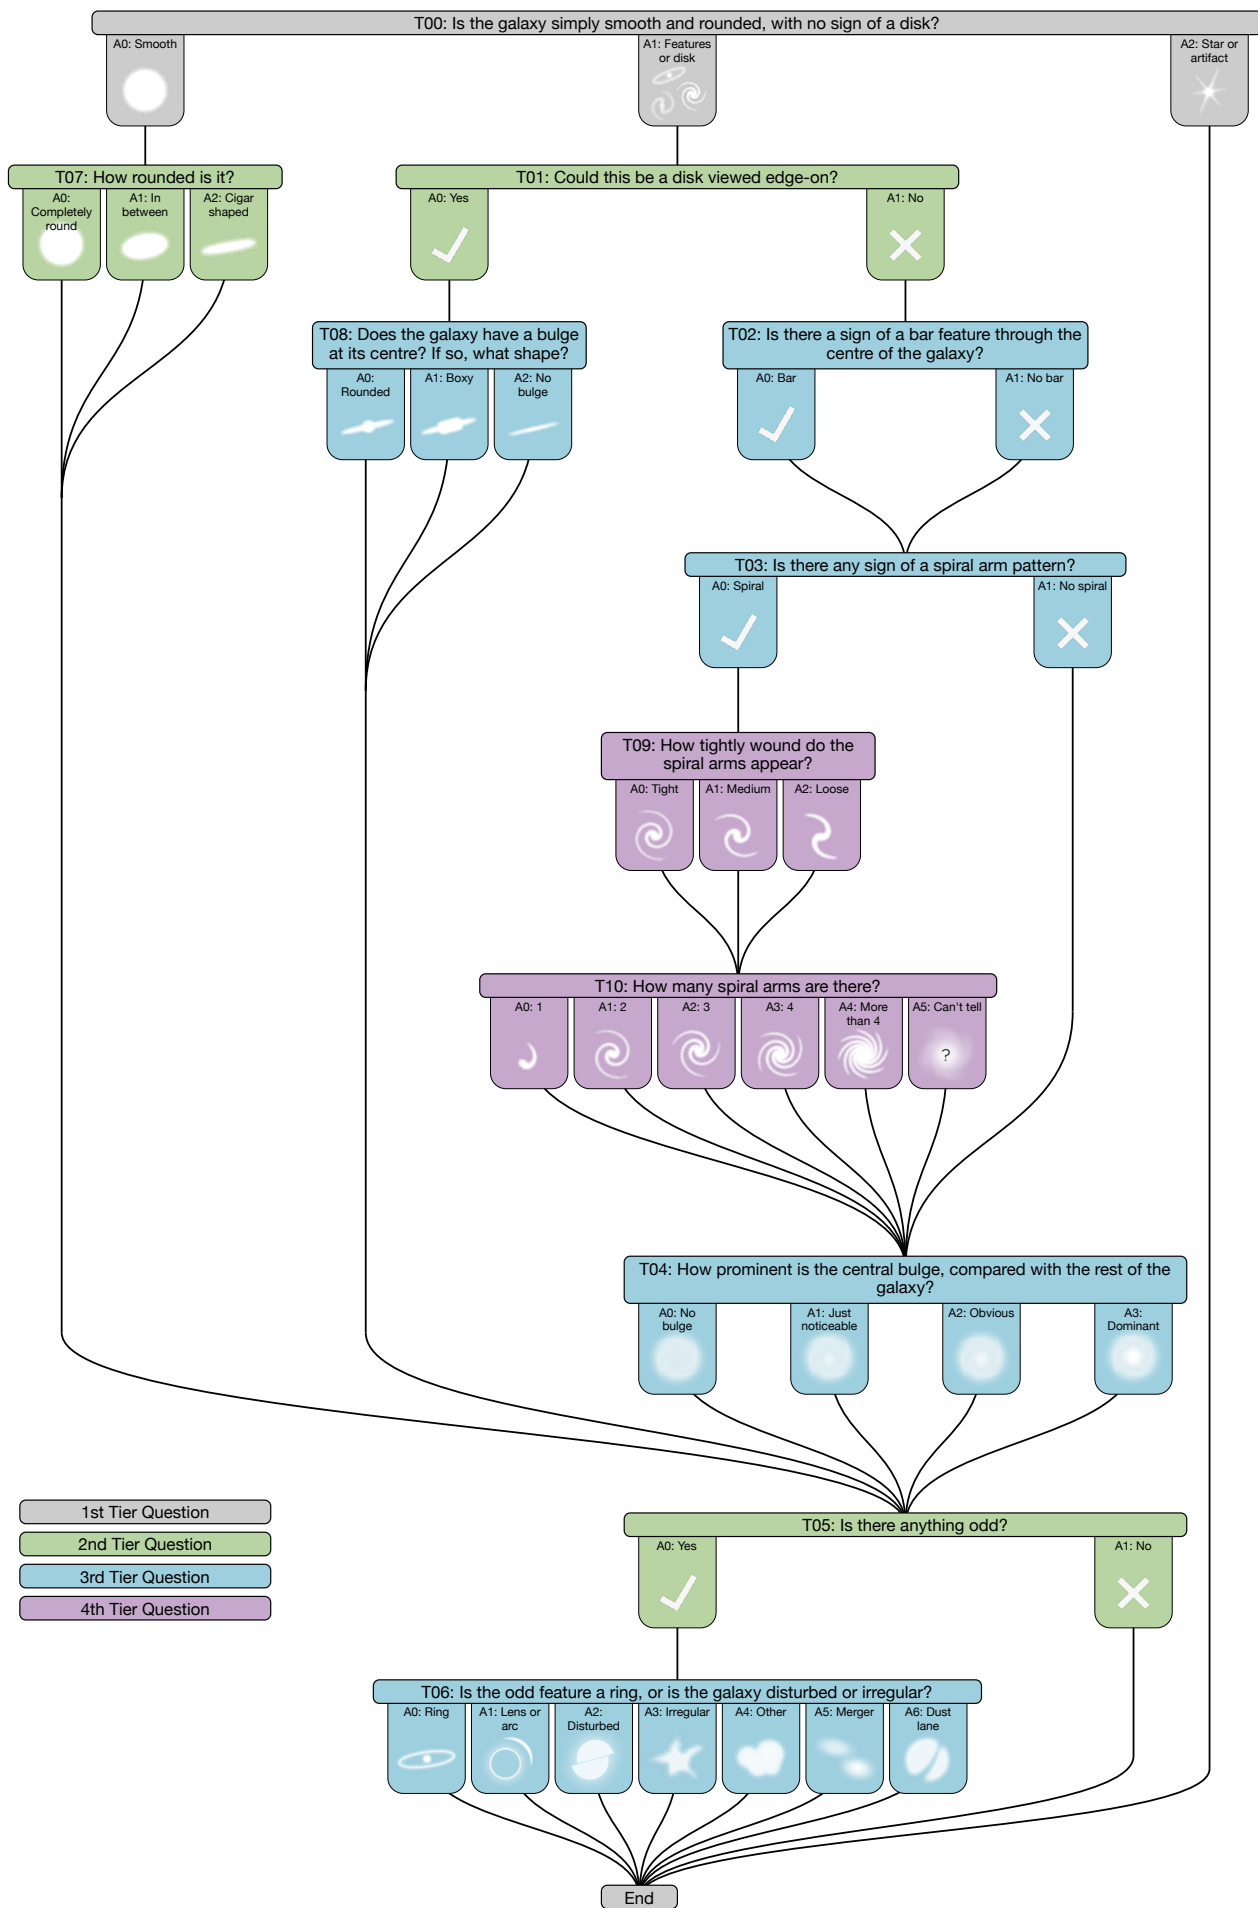 T00: Is the galaxy simply smooth and rounded, with no sign of a disk?
A0: Smooth
A1: Features
or disk
A2: Star or
artifact
T07: How rounded is it?
A0:
Completely
round
A1: In
between
A2: Cigar
shaped
T01: Could this be a disk viewed edge-on?
A0: Yes
A1: No
T08: Does the galaxy have a bulge
at its centre? If so, what shape?
A0:
Rounded
A1: Boxy
A2: No
bulge
T02: Is there a sign of a bar feature through the
centre of the galaxy?
A0: Bar
A1: No bar
T03: Is there any sign of a spiral arm pattern?
A0: Spiral
A1: No spiral
T09: How tightly wound do the
spiral arms appear?
A0: Tight
A1: Medium
A2: Loose
T10: How many spiral arms are there?
A0: 1
A1: 2
A2: 3
A3: 4
A4: More
than 4
A5: Can't tell
?
T04: How prominent is the central bulge, compared with the rest of the
galaxy?
A0: No
bulge
A1: Just
noticeable
A2: Obvious
A3:
Dominant
1st Tier Question
2nd Tier Question
3rd Tier Question
4th Tier Question
T05: Is there anything odd?
A0: Yes
A1: No
T06: Is the odd feature a ring, or is the galaxy disturbed or irregular?
A0: Ring
A1: Lens or
arc
A2:
Disturbed
A3: Irregular
A4: Other
A5: Merger
A6: Dust
lane
End